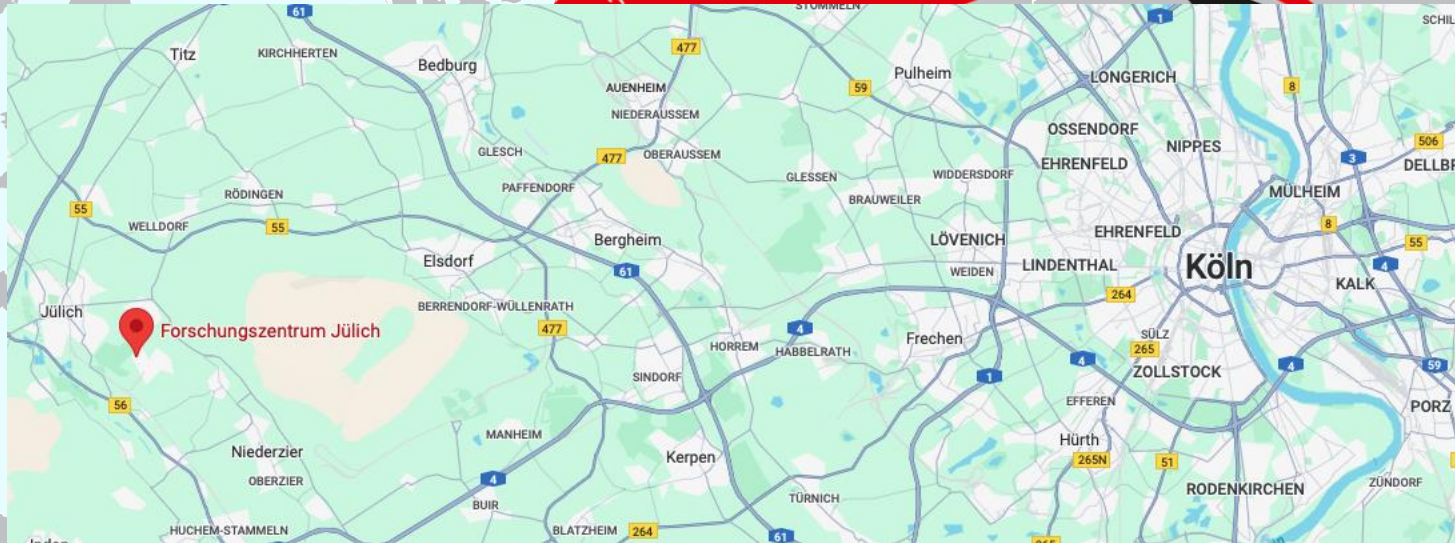 61
STOMMELN
1
SCHIL
Titz
KIRCHHERTEN
477
Bedburg
59
Pulheim
LONGERICH
8
AUENHEIM
NIEDERAUSSEM
OSSENDORF
NIPPES
506
GLESCH
477
OBERAUSSEM
EHRENFELD
3
DELLBR
GLESSEN
WIDDERSDORF
PAFFENDORF
MÜLHEIM
RÖDINGEN
BRAUWEILER
55
WELLDORF
55
8
Bergheim
LÖVENICH
EHRENFELD
55
Elsdorf
61
WEIDEN
LINDENTHAL
Köln
4
KALK
264
Jülich
BERRENDORF-WÜLLENRATH
Forschungszentrum Jülich
477
4
Frechen
SÜLZ
HORREM
HABBELRATH
265
4
4
59
ZOLLSTOCK
SINDORF
1
56
EFFEREN
PORZ
MANHEIM
Hürth
Niederzier
Kerpen
265N
51
OBERZIER
4
RODENKIRCHEN
ZÜNDORF
BUIR
TÜRNICH
HUCHEM-STAMMELN
BLATZHEIM
264
61
265